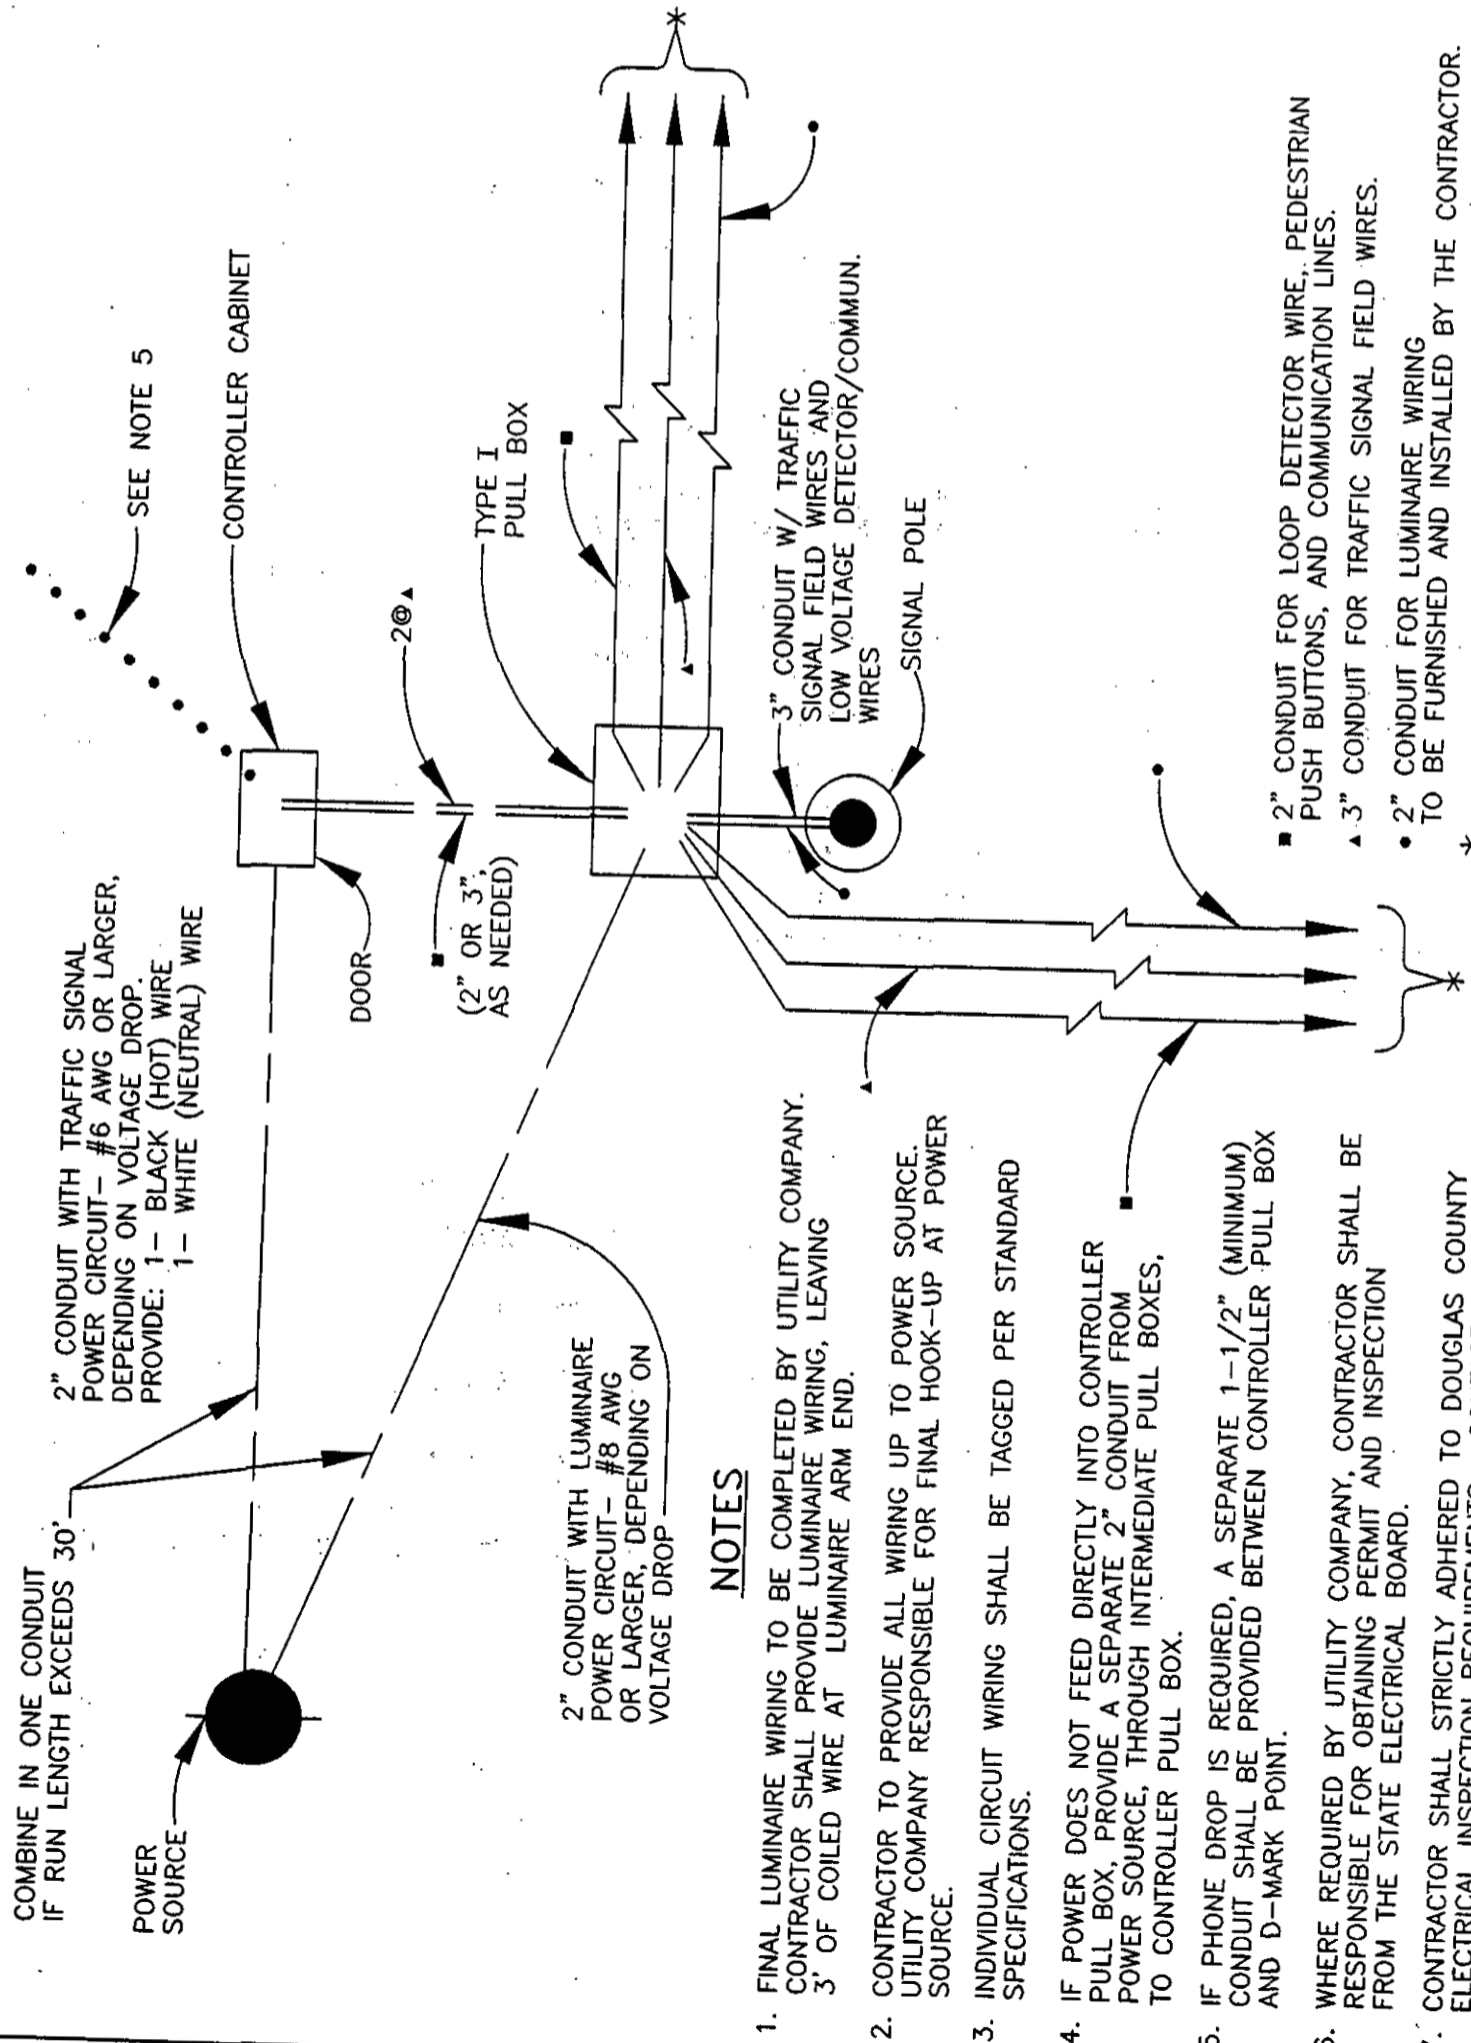 COMBINE IN ONE CONDUIT
IF RUN LENGTH EXCEEDS 30'
POWER
SOURCE
2" CONDUIT WITH TRAFFIC SIGNAL
POWER CIRCUIT- #6 AWG OR LARGER,
DEPENDING ON VOLTAGE DROP.
PROVIDE: 1- BLACK (HOT) WIRE
1- WHITE (NEUTRAL) WIRE
SEE NOTE 5
CONTROLLER CABINET
DOOR
2@▲
■
(2" OR 3",
AS NEEDED)
TYPE I
PULL BOX
■
▲
●
*
3" CONDUIT W/ TRAFFIC
SIGNAL FIELD WIRES AND
LOW VOLTAGE DETECTOR/COMMUN.
WIRES
SIGNAL POLE
●
●
▲
■
*
2" CONDUIT WITH LUMINAIRE
POWER CIRCUIT- #8 AWG
OR LARGER, DEPENDING ON
VOLTAGE DROP
NOTES
1. FINAL LUMINAIRE WIRING TO BE COMPLETED BY UTILITY COMPANY.
CONTRACTOR SHALL PROVIDE LUMINAIRE WIRING, LEAVING
3' OF COILED WIRE AT LUMINAIRE ARM END.
2. CONTRACTOR TO PROVIDE ALL WIRING UP TO POWER SOURCE.
UTILITY COMPANY RESPONSIBLE FOR FINAL HOOK-UP AT POWER
SOURCE.
3. INDIVIDUAL CIRCUIT WIRING SHALL BE TAGGED PER STANDARD
SPECIFICATIONS.
4. IF POWER DOES NOT FEED DIRECTLY INTO CONTROLLER
PULL BOX, PROVIDE A SEPARATE 2" CONDUIT FROM
POWER SOURCE, THROUGH INTERMEDIATE PULL BOXES,
TO CONTROLLER PULL BOX.
5. IF PHONE DROP IS REQUIRED, A SEPARATE 1-1/2" (MINIMUM)
CONDUIT SHALL BE PROVIDED BETWEEN CONTROLLER PULL BOX
AND D-MARK POINT.
6. WHERE REQUIRED BY UTILITY COMPANY, CONTRACTOR SHALL BE
RESPONSIBLE FOR OBTAINING PERMIT AND INSPECTION
FROM THE STATE ELECTRICAL BOARD.
7. CONTRACTOR SHALL STRICTLY ADHERED TO DOUGLAS COUNTY
ELECTRICAL INSPECTION REQUIREMENTS
■ 2" CONDUIT FOR LOOP DETECTOR WIRE, PEDESTRIAN
PUSH BUTTONS, AND COMMUNICATION LINES.
▲ 3" CONDUIT FOR TRAFFIC SIGNAL FIELD WIRES.
● 2" CONDUIT FOR LUMINAIRE WIRING
TO BE FURNISHED AND INSTALLED BY THE CONTRACTOR.
*